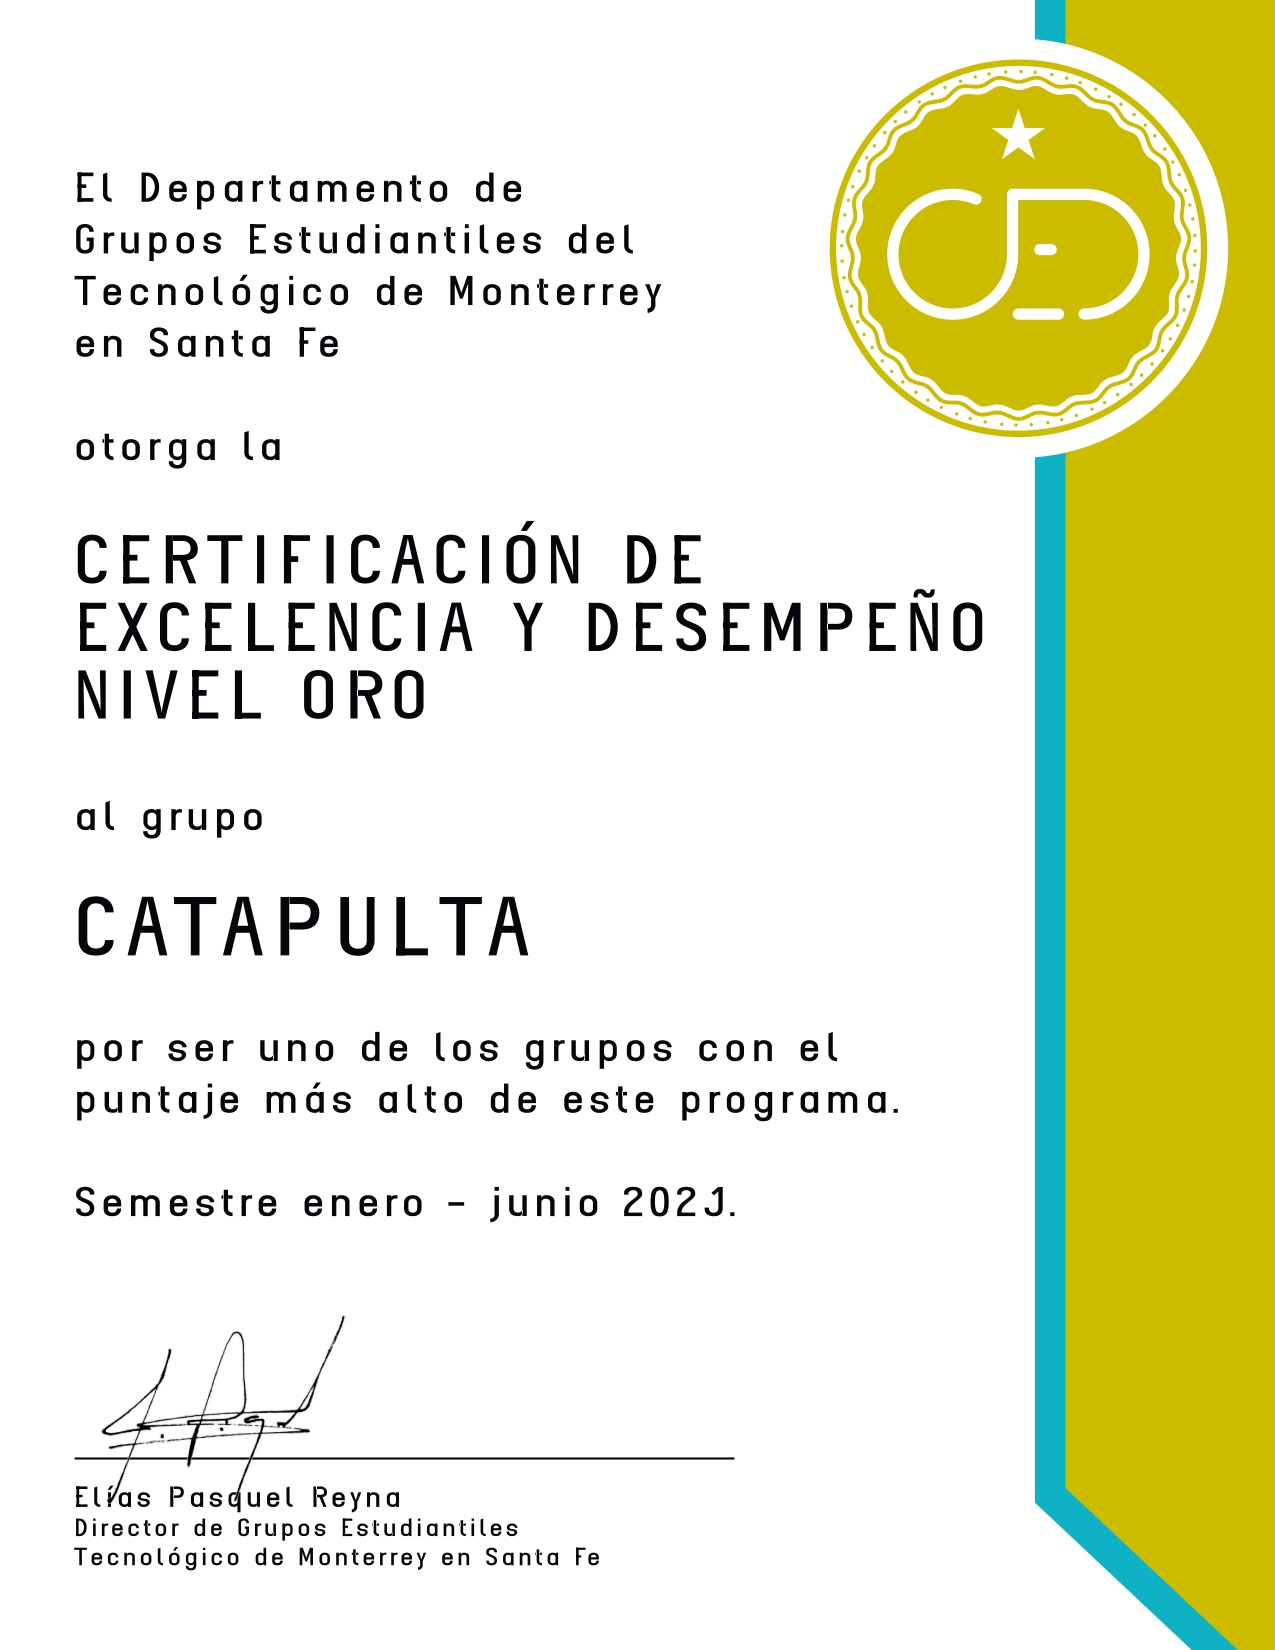 El Departamento de
Grupos Estudiantiles del
Tecnológico de Monterrey
en Santa Fe
otorga la
CERTIFICACIÓN DE
EXCELENCIA Y DESEMPEÑO
NIVEL ORO
al grupo
CATAPULTA
por ser uno de los grupos con el
puntaje más alto de este programa.
Semestre enero - junio 2021.
Elías Pasquel Reyna
Director de Grupos Estudiantiles
Tecnológico de Monterrey en Santa Fe